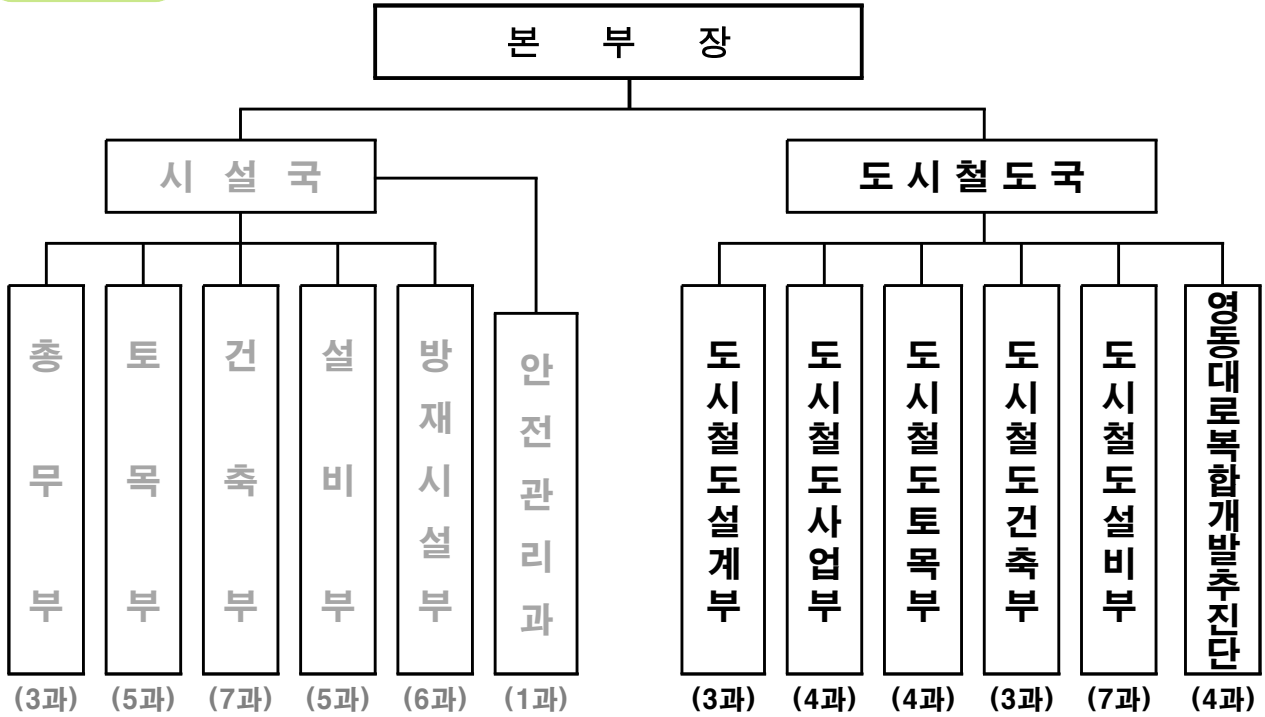 본 부 장
시 설 국
도 시 철 도 국
총무부
토목부
건축부
설비부
방재시설부
안전관리과
도시철도설계부
도시철도사업부
도시철도토목부
도시철도건축부
도시철도설비부
영동대로복합개발추진단
(3과) (5과) (7과) (5과) (6과) (1과) (3과) (4과) (4과) (3과) (7과) (4과)